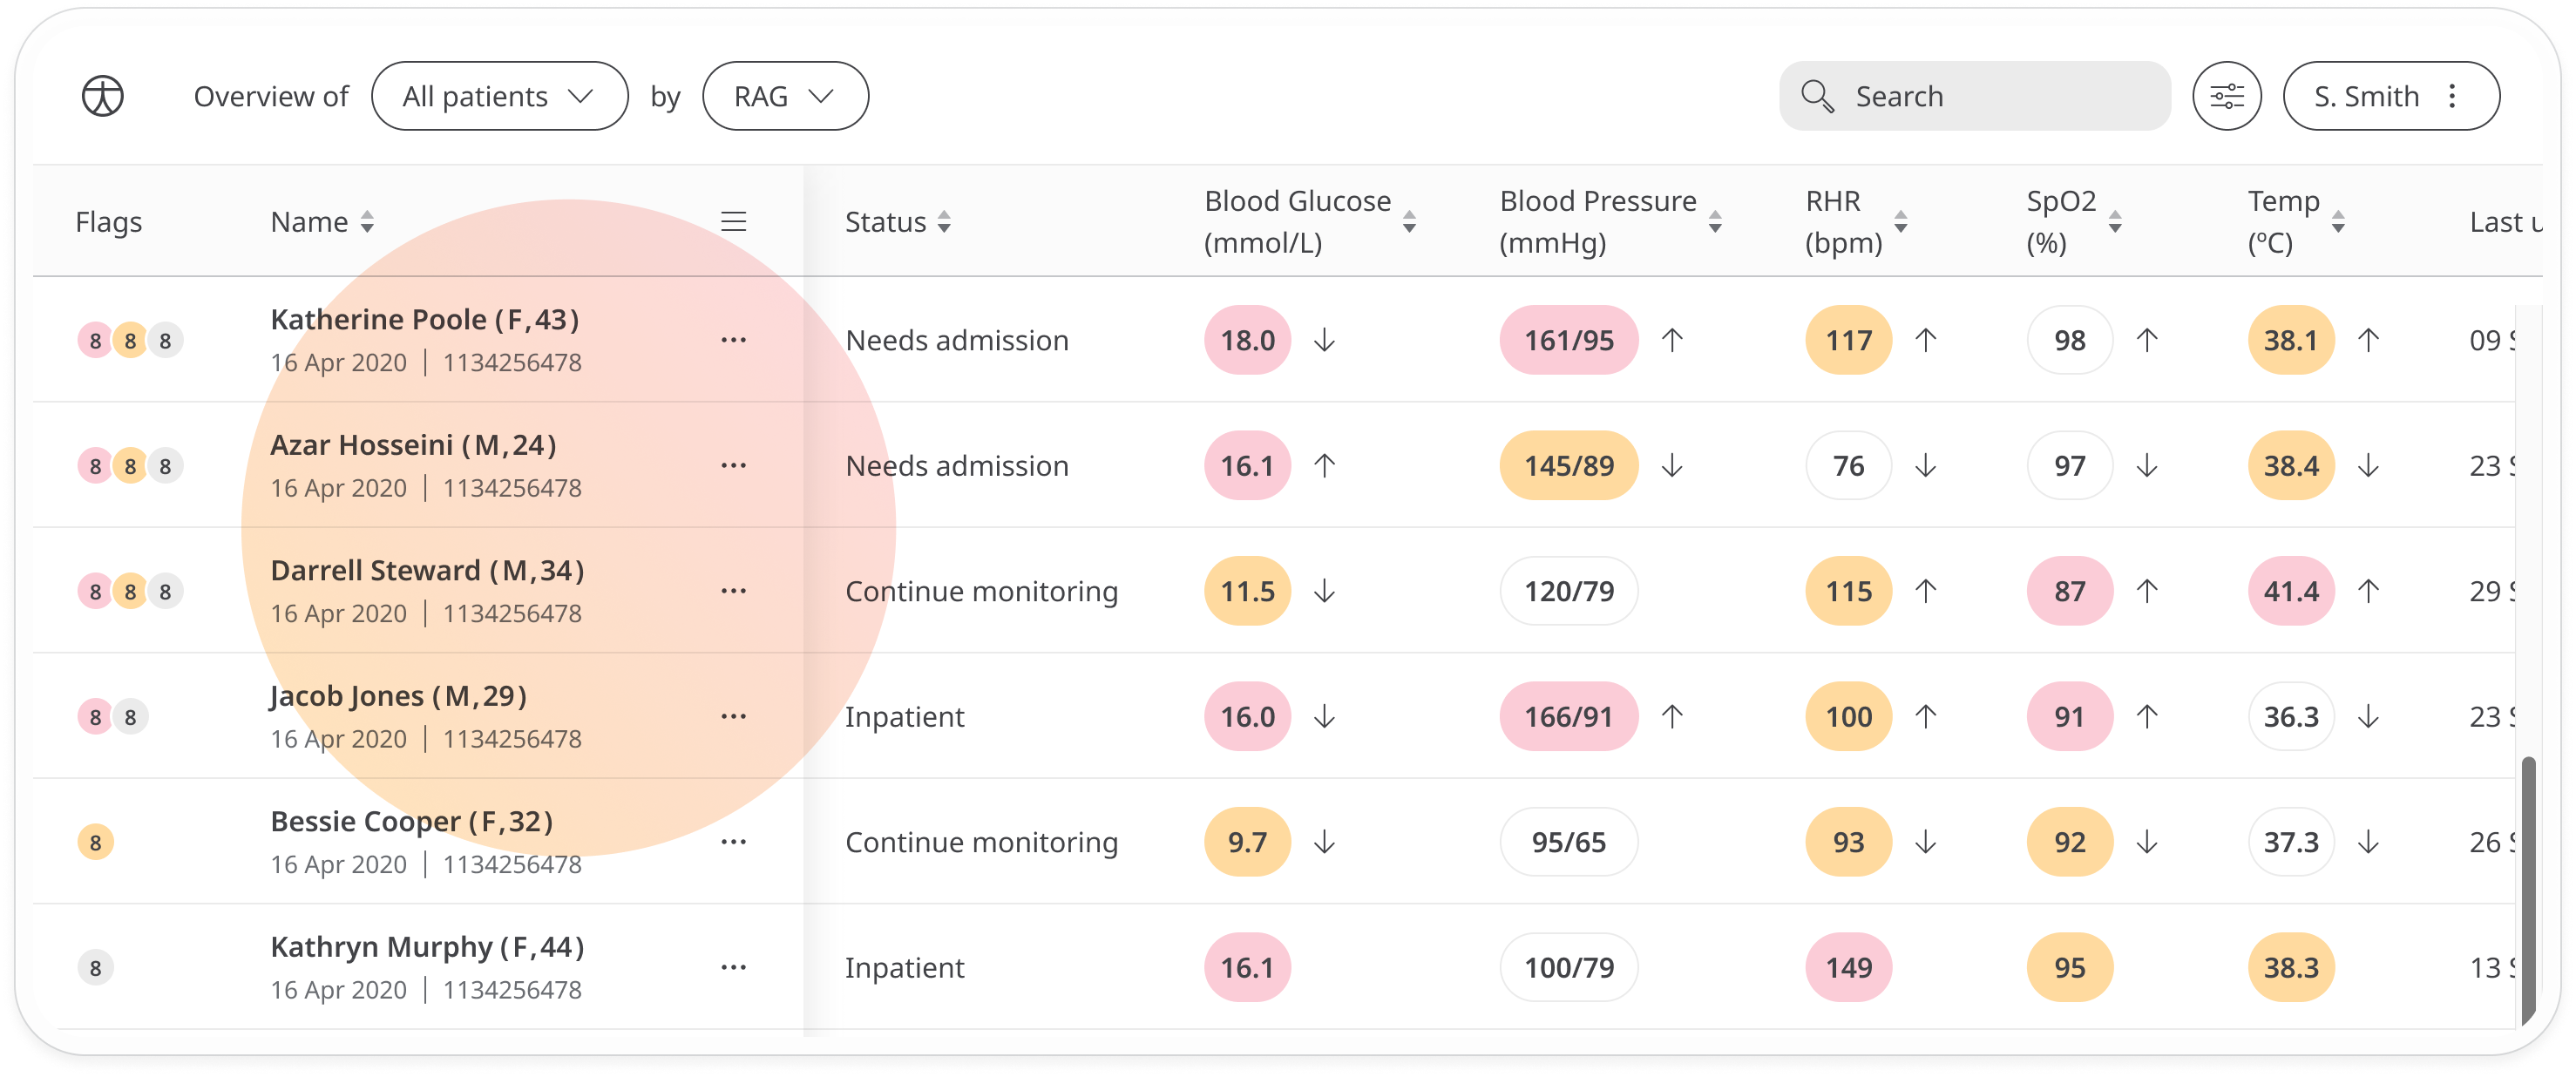 Overview of All patients by RAG Search S. Smith
Flags Name Status Blood Glucose (mmol/L) Blood Pressure (mmHg) RHR (bpm) SpO2 (%) Temp (ºC) Last
8 8 8 Katherine Poole (F,43) Needs admission 18.0 161/95 117 98 38.1 09
16 Apr 2020 | 1134256478
8 8 8 Azar Hosseini (M,24) Needs admission 16.1 145/89 76 97 38.4 23
16 Apr 2020 | 1134256478
8 8 8 Darrell Steward (M,34) Continue monitoring 11.5 120/79 115 87 41.4 29
16 Apr 2020 | 1134256478
8 8 Jacob Jones (M,29) Inpatient 16.0 166/91 100 91 36.3 23
16 Apr 2020 | 1134256478
8 Bessie Cooper (F,32) Continue monitoring 9.7 95/65 93 92 37.3 26
16 Apr 2020 | 1134256478
8 Kathryn Murphy (F,44) Inpatient 16.1 100/79 149 95 38.3 13
16 Apr 2020 | 1134256478